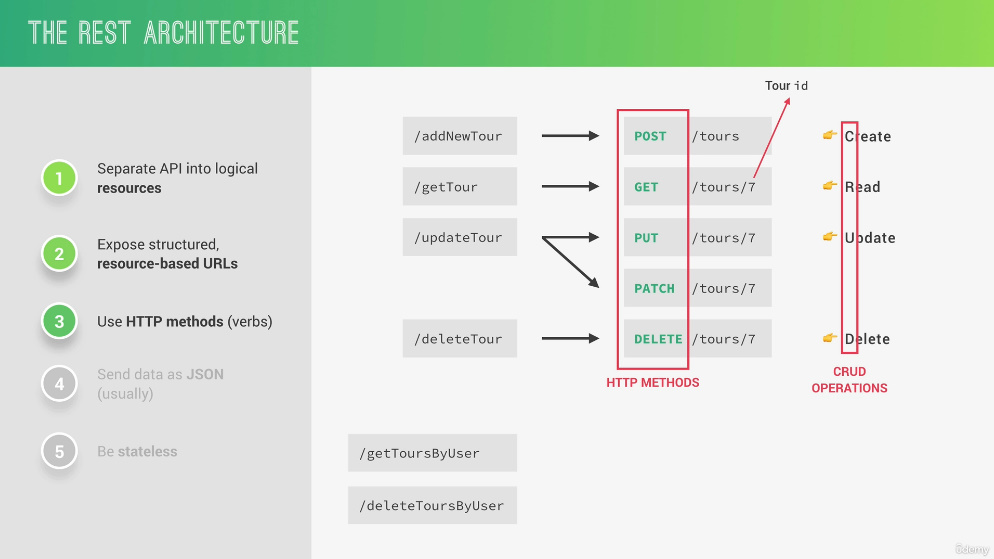 THE REST ARCHITECTURE
1
Separate API into logical
resources
2
Expose structured,
resource-based URLs
3
Use HTTP methods (verbs)
4
Send data as JSON
(usually)
5
Be stateless
Tour id
/addNewTour
POST /tours
Create
/getTour
GET /tours/7
Read
/updateTour
PUT /tours/7
Update
PATCH /tours/7
/deleteTour
DELETE /tours/7
Delete
HTTP METHODS
CRUD
OPERATIONS
/getToursByUser
/deleteToursByUser
ûdemy